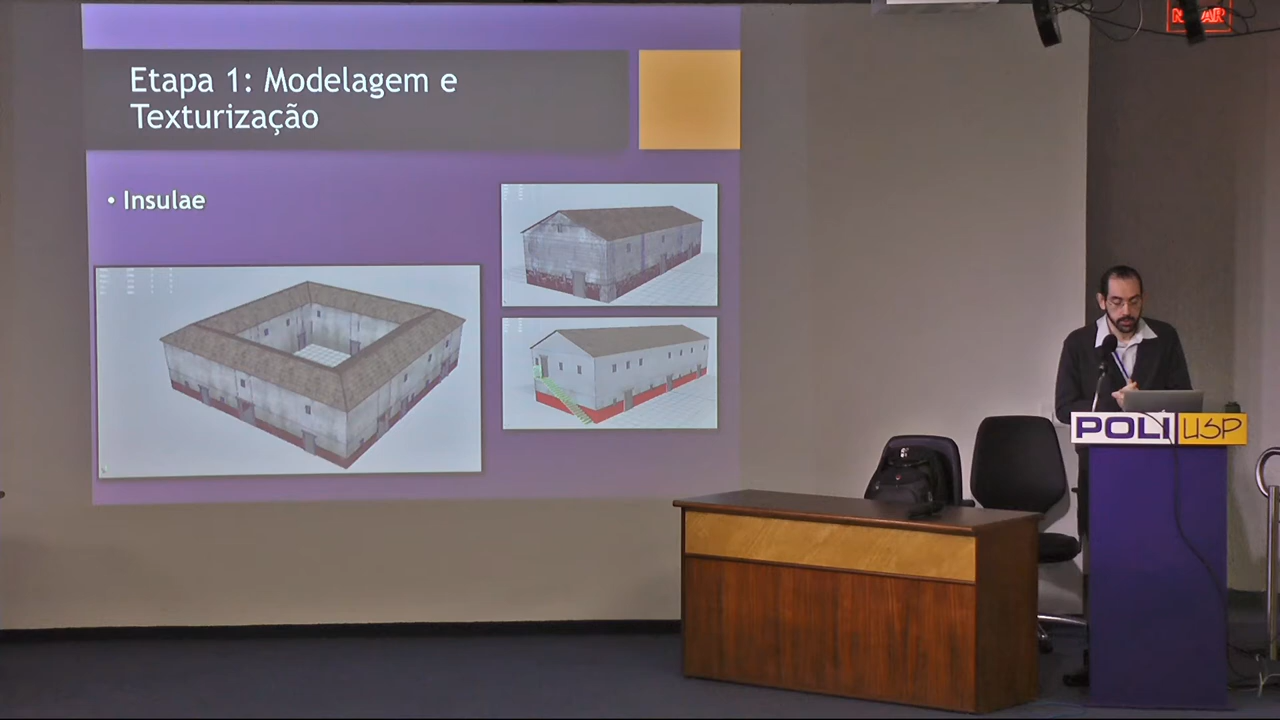 Etapa 1: Modelagem e
Texturização
• Insulae
POLI USP